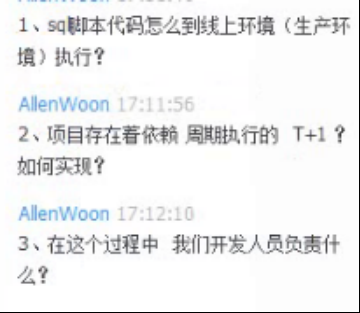 1、sql脚本代码怎么到线上环境（生产环
境）执行？
AllenWoon 17:11:56
2、项目存在着依赖 周期执行的 T+1？
如何实现？
AllenWoon 17:12:10
3、在这个过程中 我们开发人员负责什
么？